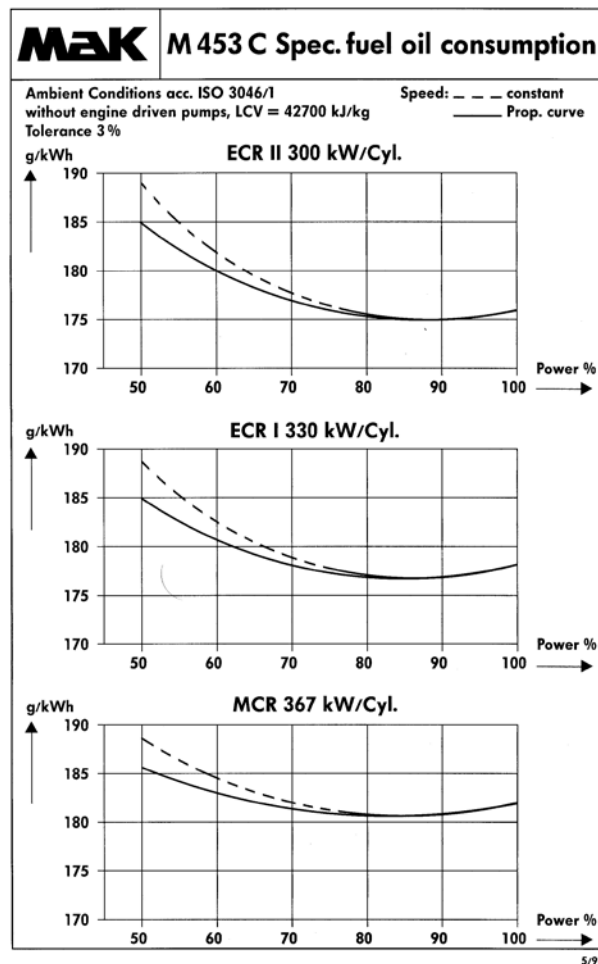 MaK M 453 C Spec. fuel oil consumption
Ambient Conditions acc. ISO 3046/1
without engine driven pumps, LCV = 42700 kJ/kg
Tolerance 3%
Speed: _ _ _ constant
_____ Prop. curve
g/kWh
ECR II 300 kW/Cyl.
190
185
180
175
170
50 60 70 80 90 100
Power %
g/kWh
ECR I 330 kW/Cyl.
190
185
180
175
170
50 60 70 80 90 100
Power %
g/kWh
MCR 367 kW/Cyl.
190
185
180
175
170
50 60 70 80 90 100
Power %